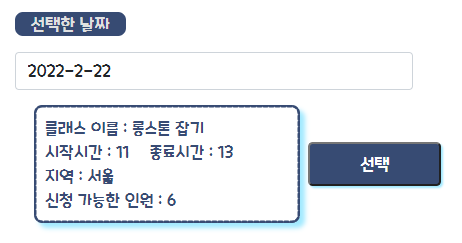 선택한 날짜
2022-2-22
클래스 이름 : 롱스톤 잡기
시작시간 : 11 종료시간 : 13
지역 : 서울
신청 가능한 인원 : 6
선택